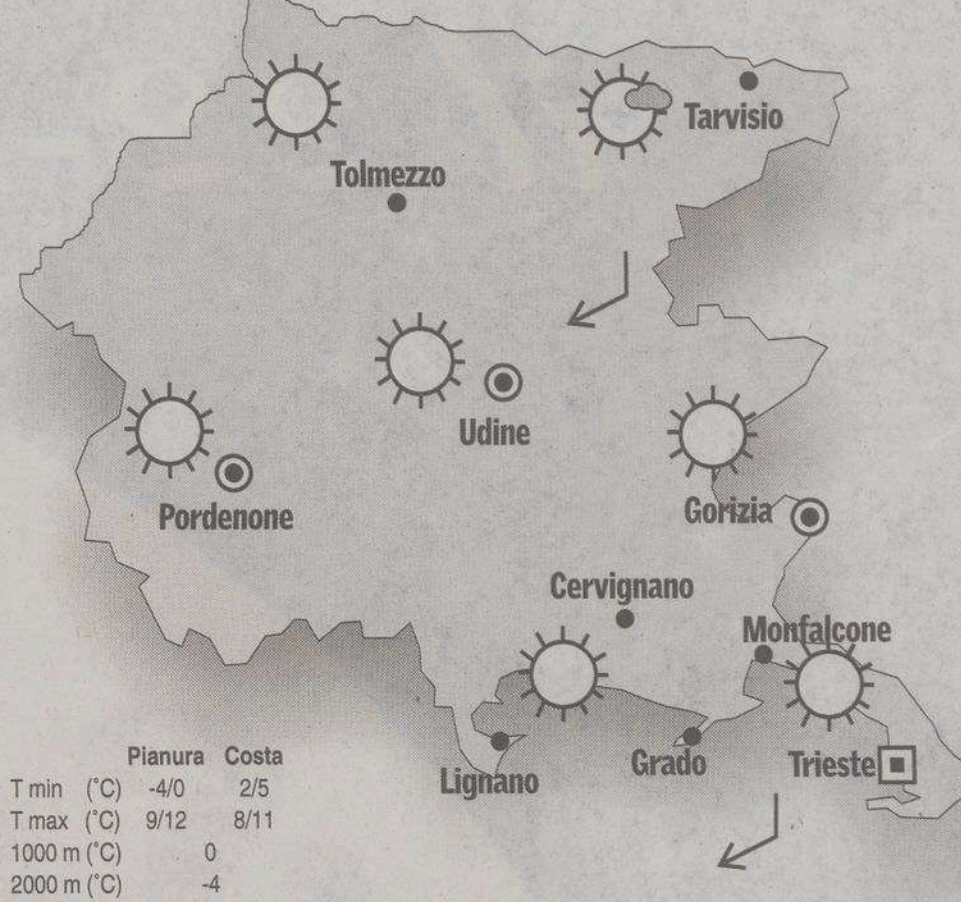 Tarvisio
Tolmezzo
Udine
Pordenone
Gorizia
Cervignano
Monfalcone
Lignano
Grado
Trieste
Pianura Costa
T min (°C) -4/0 2/5
T max (°C) 9/12 8/11
1000 m (°C) 0
2000 m (°C) -4